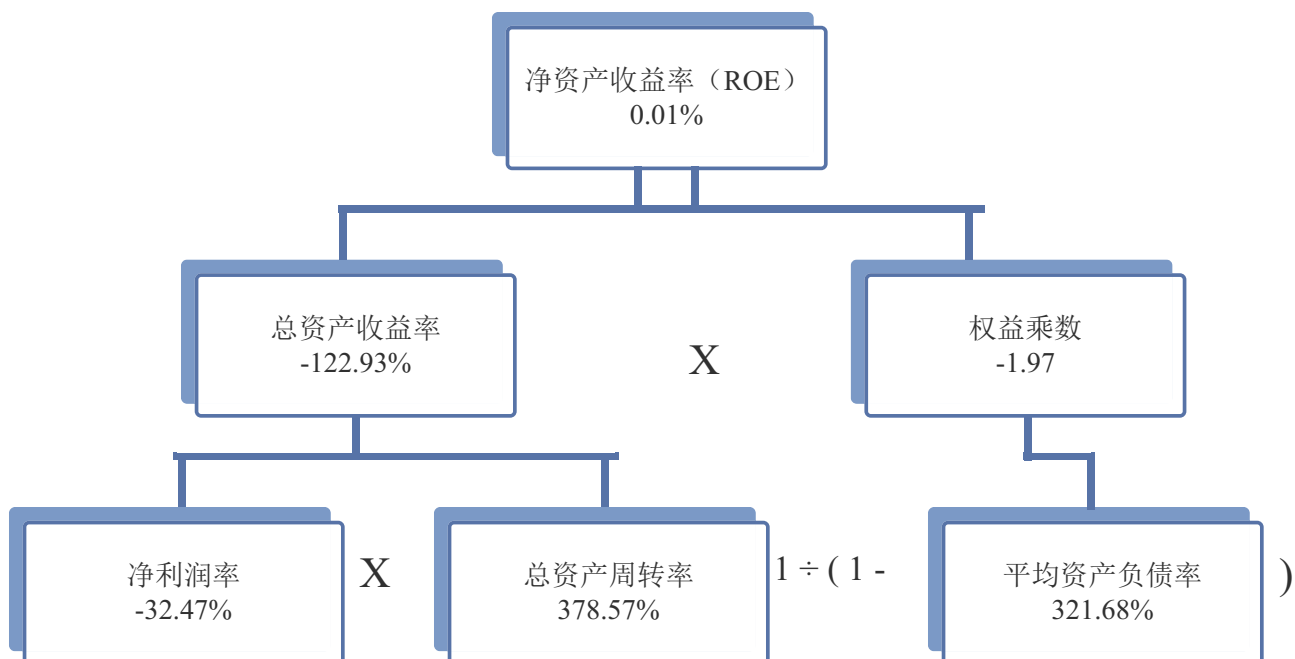 净资产收益率（ROE）
0.01%
总资产收益率
-122.93%
X
权益乘数
-1.97
净利润率
-32.47%
X
总资产周转率
378.57%
1 ÷ ( 1 -
平均资产负债率
321.68%
)